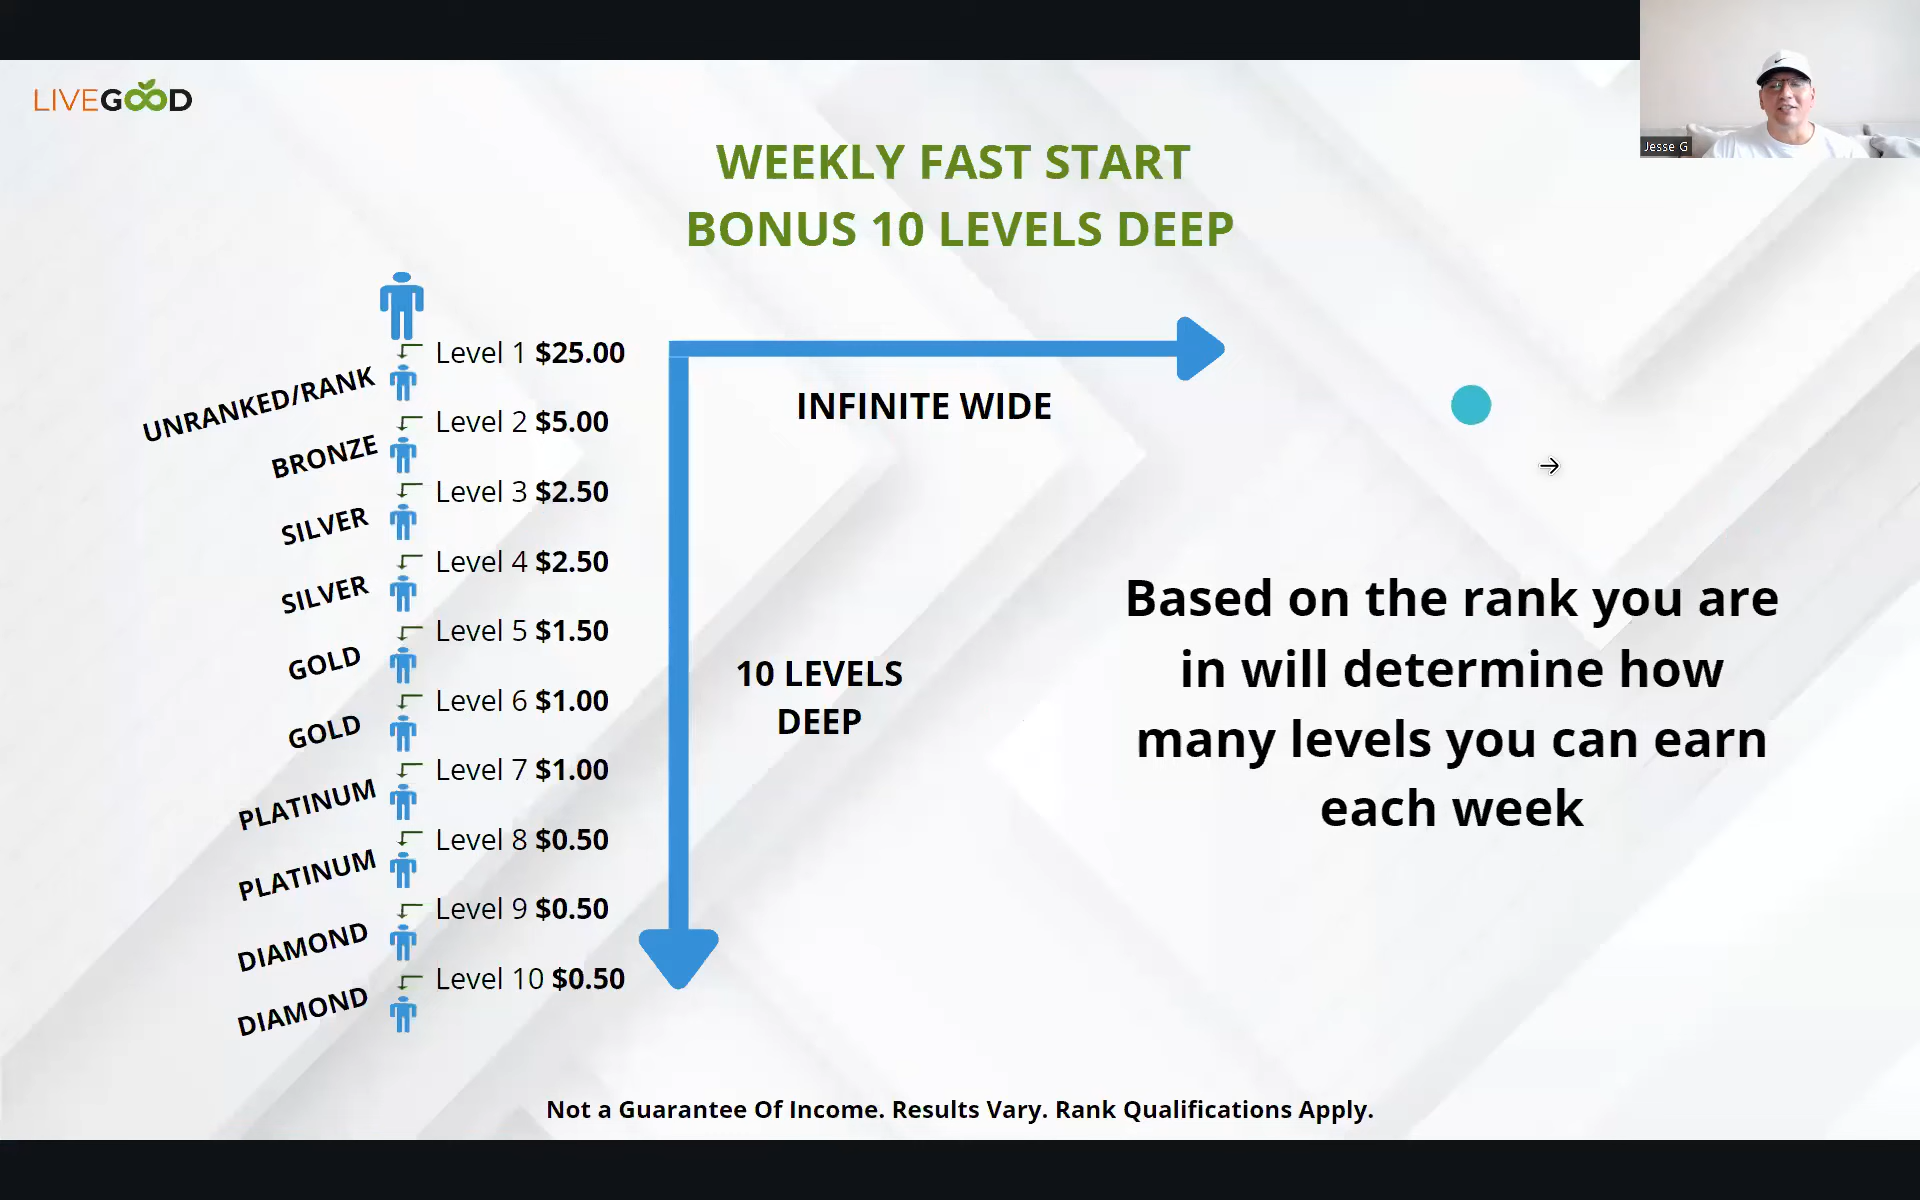 LIVEGOOD
Jesse G
WEEKLY FAST START
BONUS 10 LEVELS DEEP
Level 1 $25.00
UNRANKED/RANK
Level 2 $5.00
BRONZE
Level 3 $2.50
SILVER
Level 4 $2.50
SILVER
Level 5 $1.50
GOLD
Level 6 $1.00
GOLD
Level 7 $1.00
PLATINUM
Level 8 $0.50
PLATINUM
Level 9 $0.50
DIAMOND
Level 10 $0.50
DIAMOND
INFINITE WIDE
10 LEVELS
DEEP
Based on the rank you are
in will determine how
many levels you can earn
each week
Not a Guarantee Of Income. Results Vary. Rank Qualifications Apply.